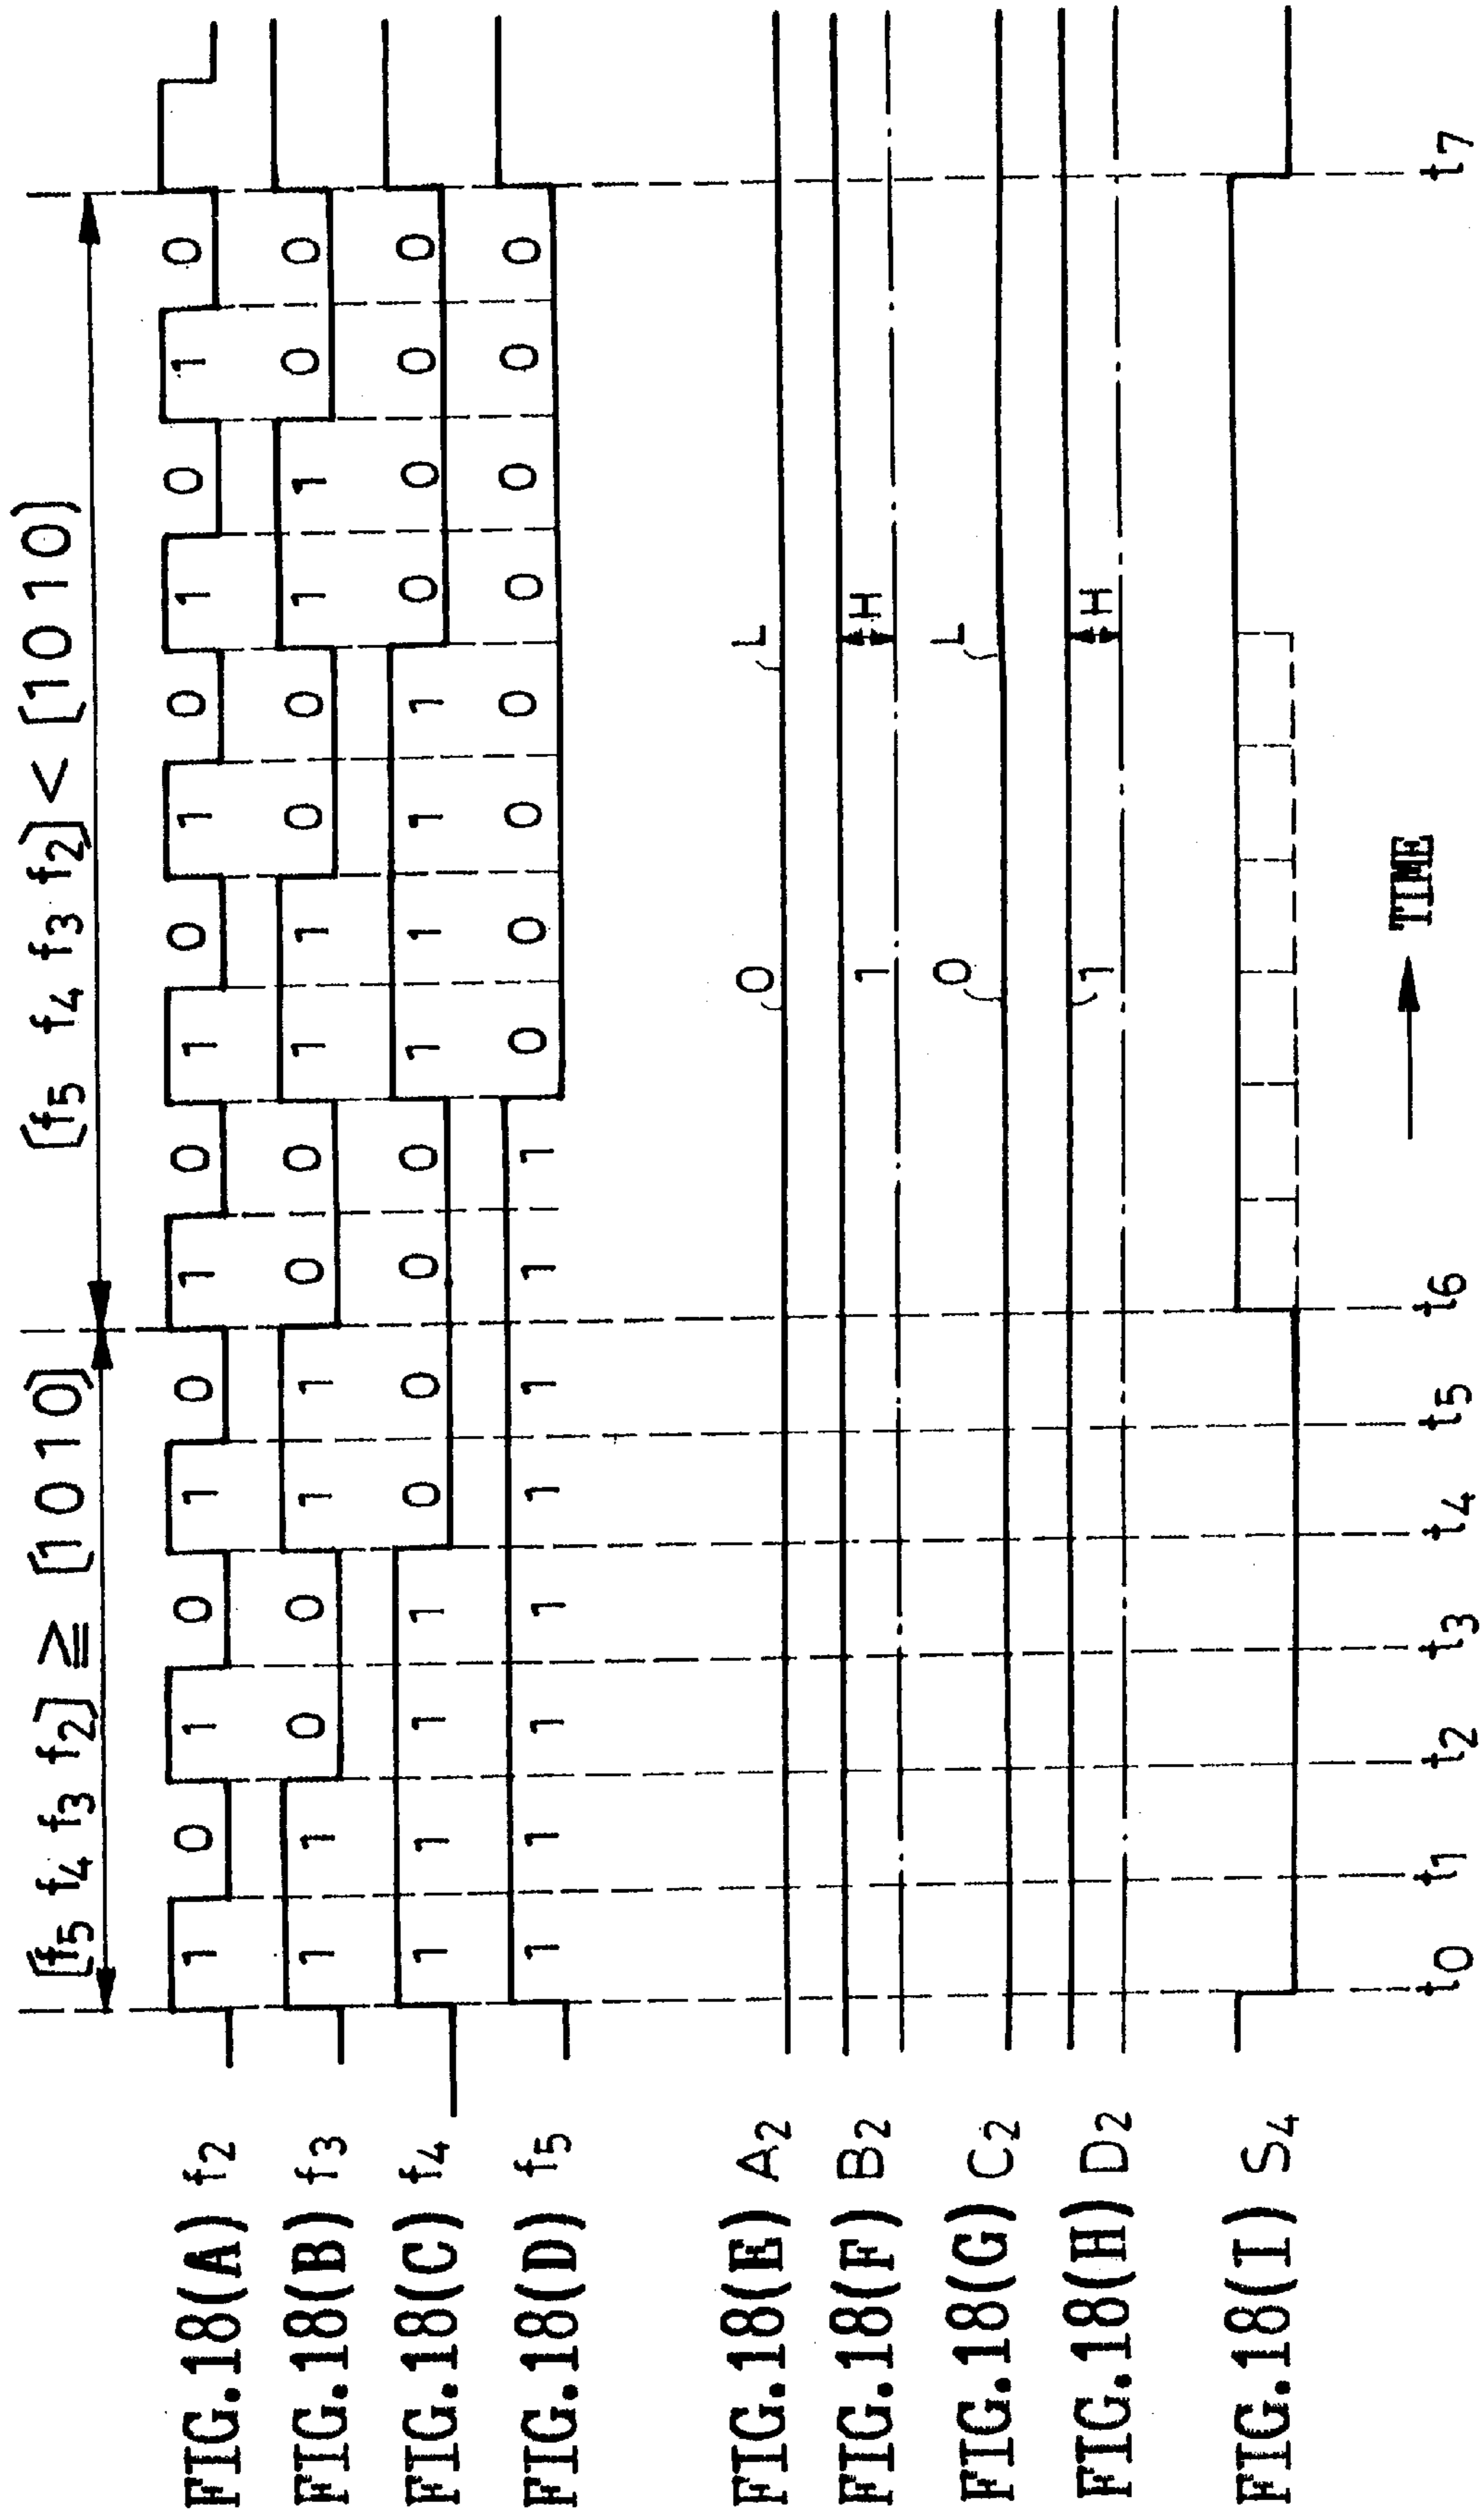 [f5 f4 f3 f2] ≧ [1010] [f5 f4 f3 f2] < [1010]
FIG.18(A) f2 1 0 1 0 1 0 1 0 1 0 1 0 1 0 1 0
FIG.18(B) f3 1 1 0 0 1 1 0 0 1 1 0 0 1 1 0 0
FIG.18(C) f4 1 1 1 1 0 0 0 0 1 1 1 1 0 0 0 0
FIG.18(D) f5 1 1 1 1 1 1 1 1 0 0 0 0 0 0 0 0
FIG.18(E) A2 0 L
FIG.18(F) B2 1 H
FIG.18(G) C2 0 L
FIG.18(H) D2 1 H
FIG.18(I) S4
t0 t1 t2 t3 t4 t5 t6 t7
TIME